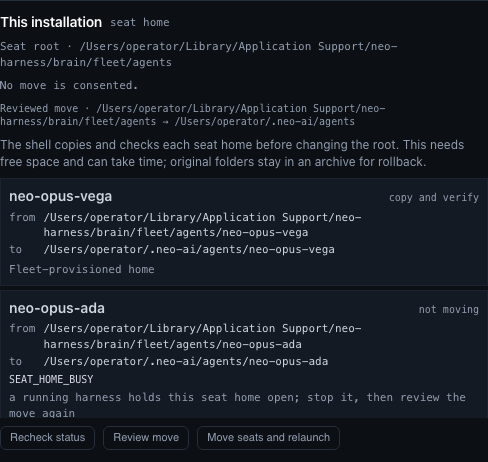 This installation seat home
Seat root · /Users/operator/Library/Application Support/neo-
harness/brain/fleet/agents
No move is consented.
Reviewed move · /Users/operator/Library/Application Support/neo-
harness/brain/fleet/agents → /Users/operator/.neo-ai/agents
The shell copies and checks each seat home before changing the root. This needs
free space and can take time; original folders stay in an archive for rollback.
neo-opus-vega copy and verify
from /Users/operator/Library/Application Support/neo-
harness/brain/fleet/agents/neo-opus-vega
to /Users/operator/.neo-ai/agents/neo-opus-vega
Fleet-provisioned home
neo-opus-ada not moving
from /Users/operator/Library/Application Support/neo-
harness/brain/fleet/agents/neo-opus-ada
to /Users/operator/.neo-ai/agents/neo-opus-ada
SEAT_HOME_BUSY
a running harness holds this seat home open; stop it, then review the
move again
Recheck status Review move Move seats and relaunch